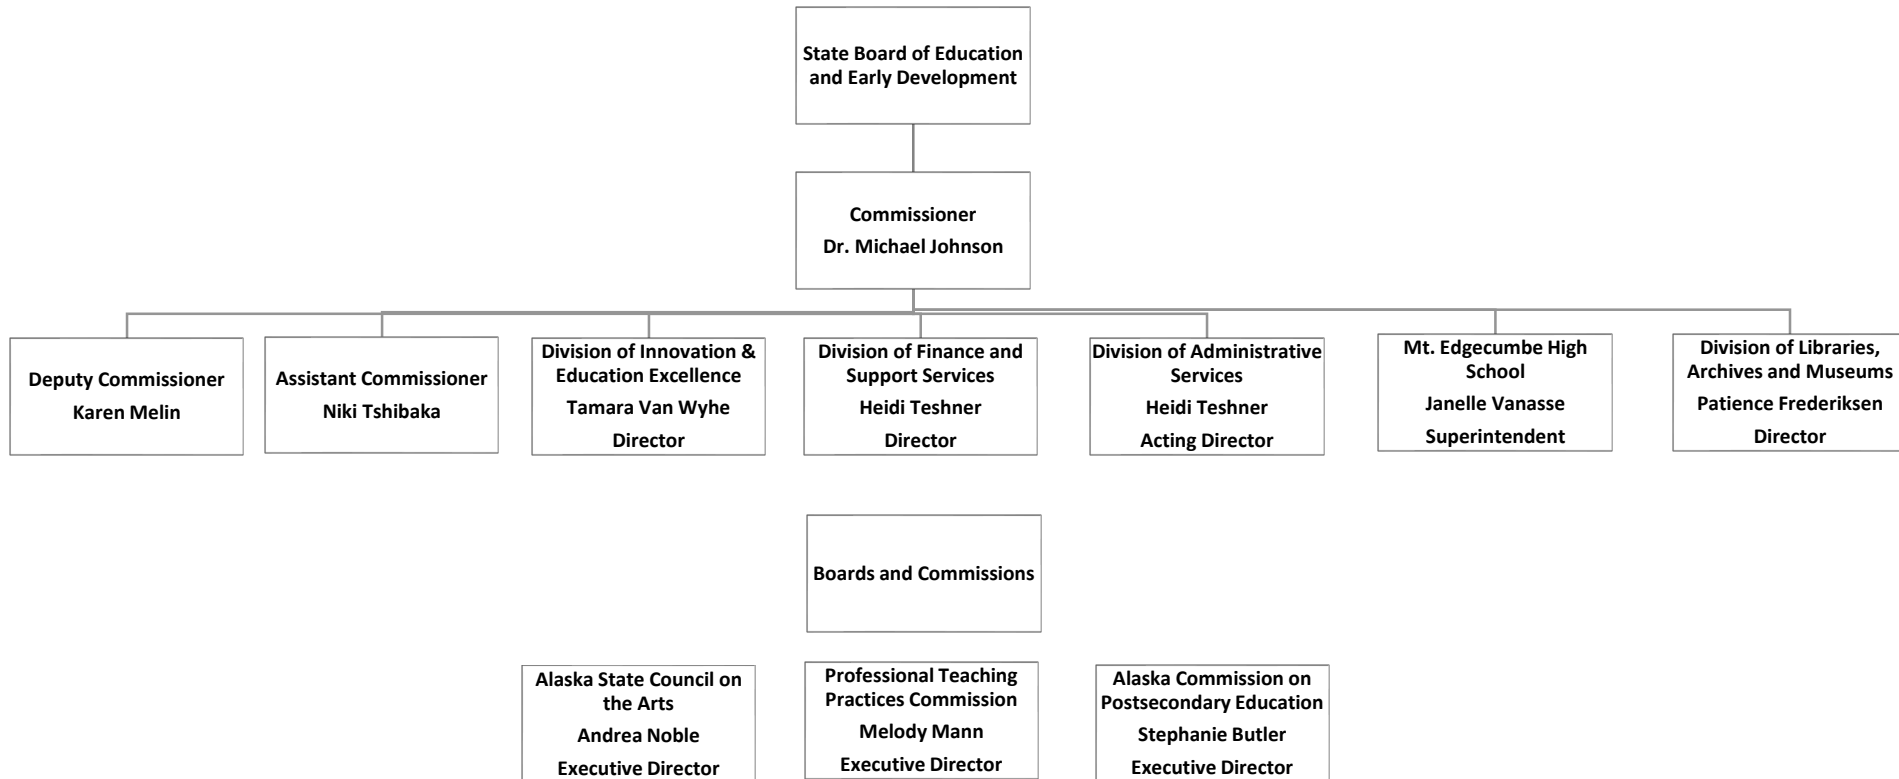 State Board of Education
and Early Development
Commissioner
Dr. Michael Johnson
Deputy Commissioner
Karen Melin
Assistant Commissioner
Niki Tshibaka
Division of Innovation &
Education Excellence
Tamara Van Wyhe
Director
Division of Finance and
Support Services
Heidi Teshner
Director
Division of Administrative
Services
Heidi Teshner
Acting Director
Mt. Edgecumbe High
School
Janelle Vanasse
Superintendent
Division of Libraries,
Archives and Museums
Patience Frederiksen
Director
Boards and Commissions
Alaska State Council on
the Arts
Andrea Noble
Executive Director
Professional Teaching
Practices Commission
Melody Mann
Executive Director
Alaska Commission on
Postsecondary Education
Stephanie Butler
Executive Director